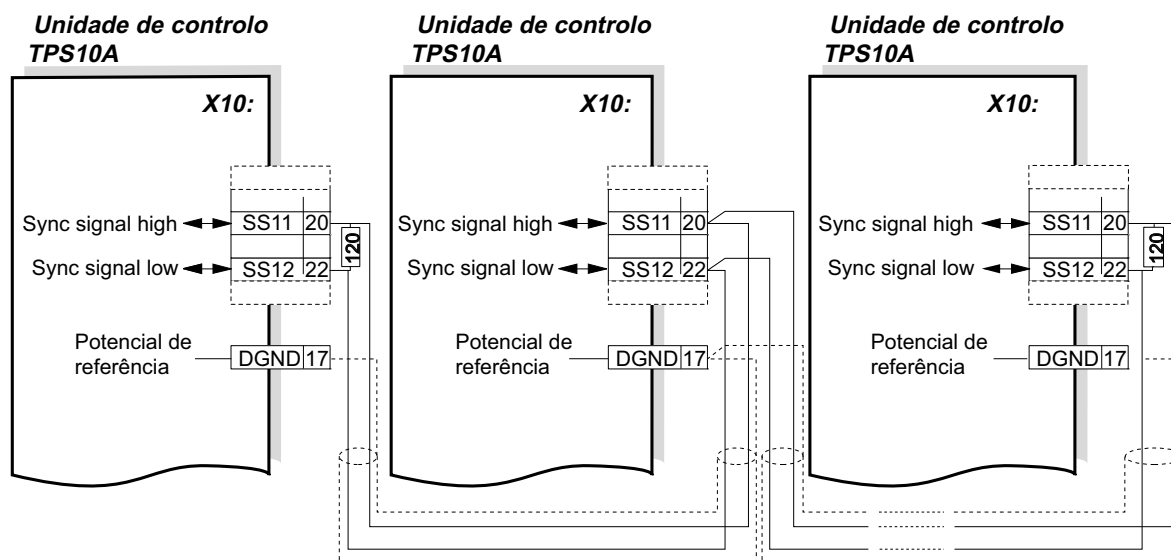 Unidade de controlo
TPS10A
X10:
Sync signal high
SS11 20
120
Sync signal low
SS12 22
Potencial de
referência
DGND 17
Unidade de controlo
TPS10A
X10:
Sync signal high
SS11 20
Sync signal low
SS12 22
Potencial de
referência
DGND 17
Unidade de controlo
TPS10A
X10:
Sync signal high
SS11 20
120
Sync signal low
SS12 22
Potencial de
referência
DGND 17